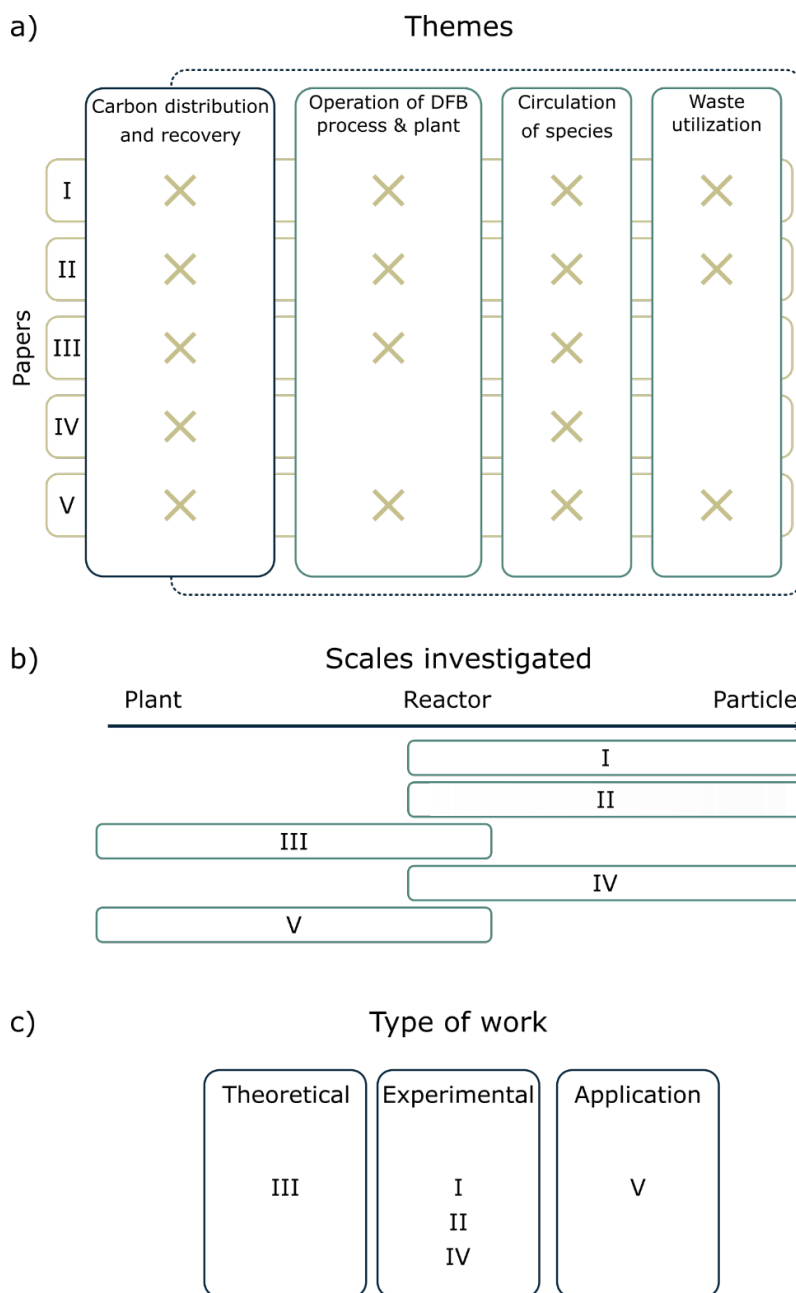 a)
Themes
Carbon distribution
and recovery
Operation of DFB
process & plant
Circulation
of species
Waste
utilization
Papers
I
II
III
IV
V
b)
Scales investigated
Plant
Reactor
Particle
I
II
III
IV
V
c)
Type of work
Theoretical
Experimental
Application
III
I
V
II
IV